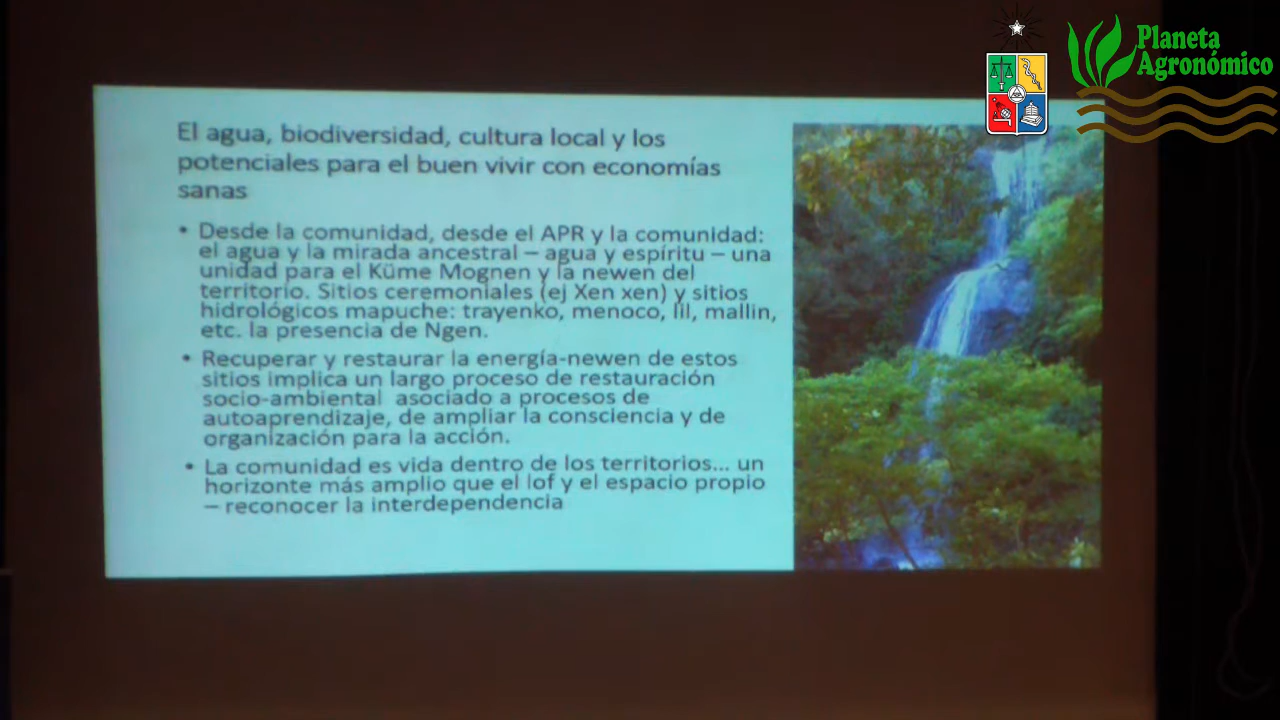 Planeta
Agronómico
El agua, biodiversidad, cultura local y los
potenciales para el buen vivir con economías
sanas
• Desde la comunidad, desde el APR y la comunidad:
el agua y la mirada ancestral – agua y espíritu – una
unidad para el Küme Mognen y la newen del
territorio. Sitios ceremoniales (ej Xen xen) y sitios
hidrológicos mapuche: trayenko, menoco, lil, mallin,
etc. la presencia de Ngen.
• Recuperar y restaurar la energía-newen de estos
sitios implica un largo proceso de restauración
socio-ambiental asociado a procesos de
autoaprendizaje, de ampliar la consciencia y de
organización para la acción.
• La comunidad es vida dentro de los territorios... un
horizonte más amplio que el lof y el espacio propio
– reconocer la interdependencia